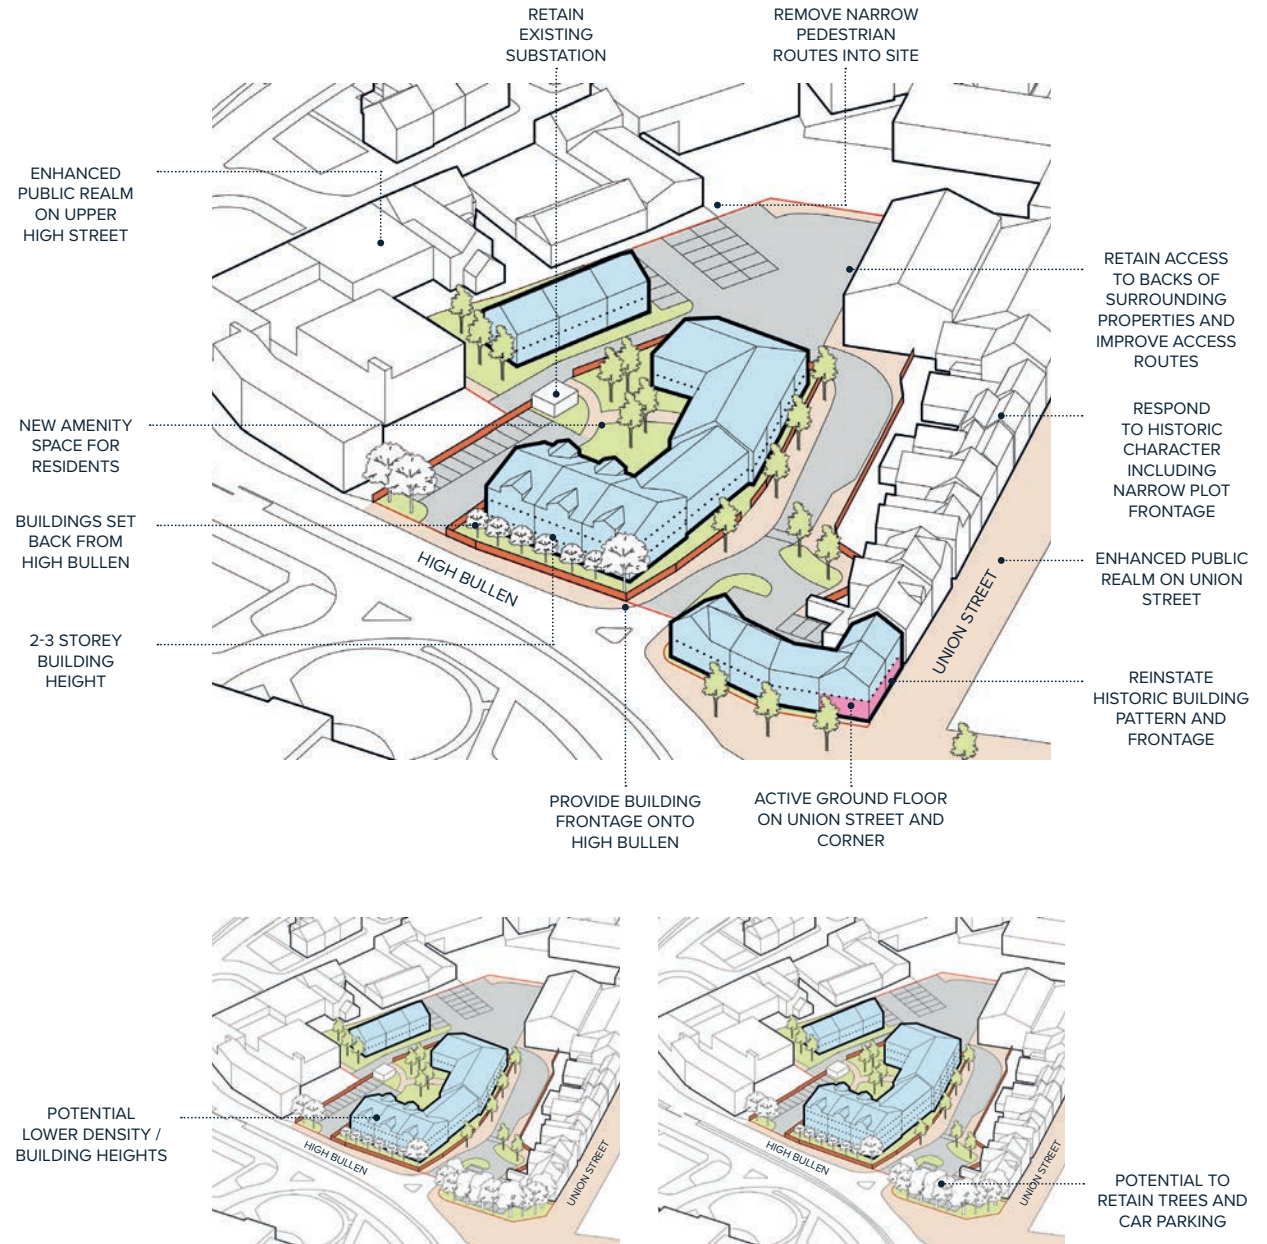 RETAIN
EXISTING
SUBSTATION
REMOVE NARROW
PEDESTRIAN
ROUTES INTO SITE
ENHANCED
PUBLIC REALM
ON UPPER
HIGH STREET
RETAIN ACCESS
TO BACKS OF
SURROUNDING
PROPERTIES AND
IMPROVE ACCESS
ROUTES
NEW AMENITY
SPACE FOR
RESIDENTS
RESPOND
TO HISTORIC
CHARACTER
INCLUDING
NARROW PLOT
FRONTAGE
BUILDINGS SET
BACK FROM
HIGH BULLEN
HIGH BULLEN
ENHANCED PUBLIC
REALM ON UNION
STREET
UNION STREET
2-3 STOREY
BUILDING
HEIGHT
REINSTATE
HISTORIC BUILDING
PATTERN AND
FRONTAGE
PROVIDE BUILDING
FRONTAGE ONTO
HIGH BULLEN
ACTIVE GROUND FLOOR
ON UNION STREET AND
CORNER
POTENTIAL
LOWER DENSITY /
BUILDING HEIGHTS
HIGH BULLEN
UNION STREET
HIGH BULLEN
UNION STREET
POTENTIAL TO
RETAIN TREES AND
CAR PARKING